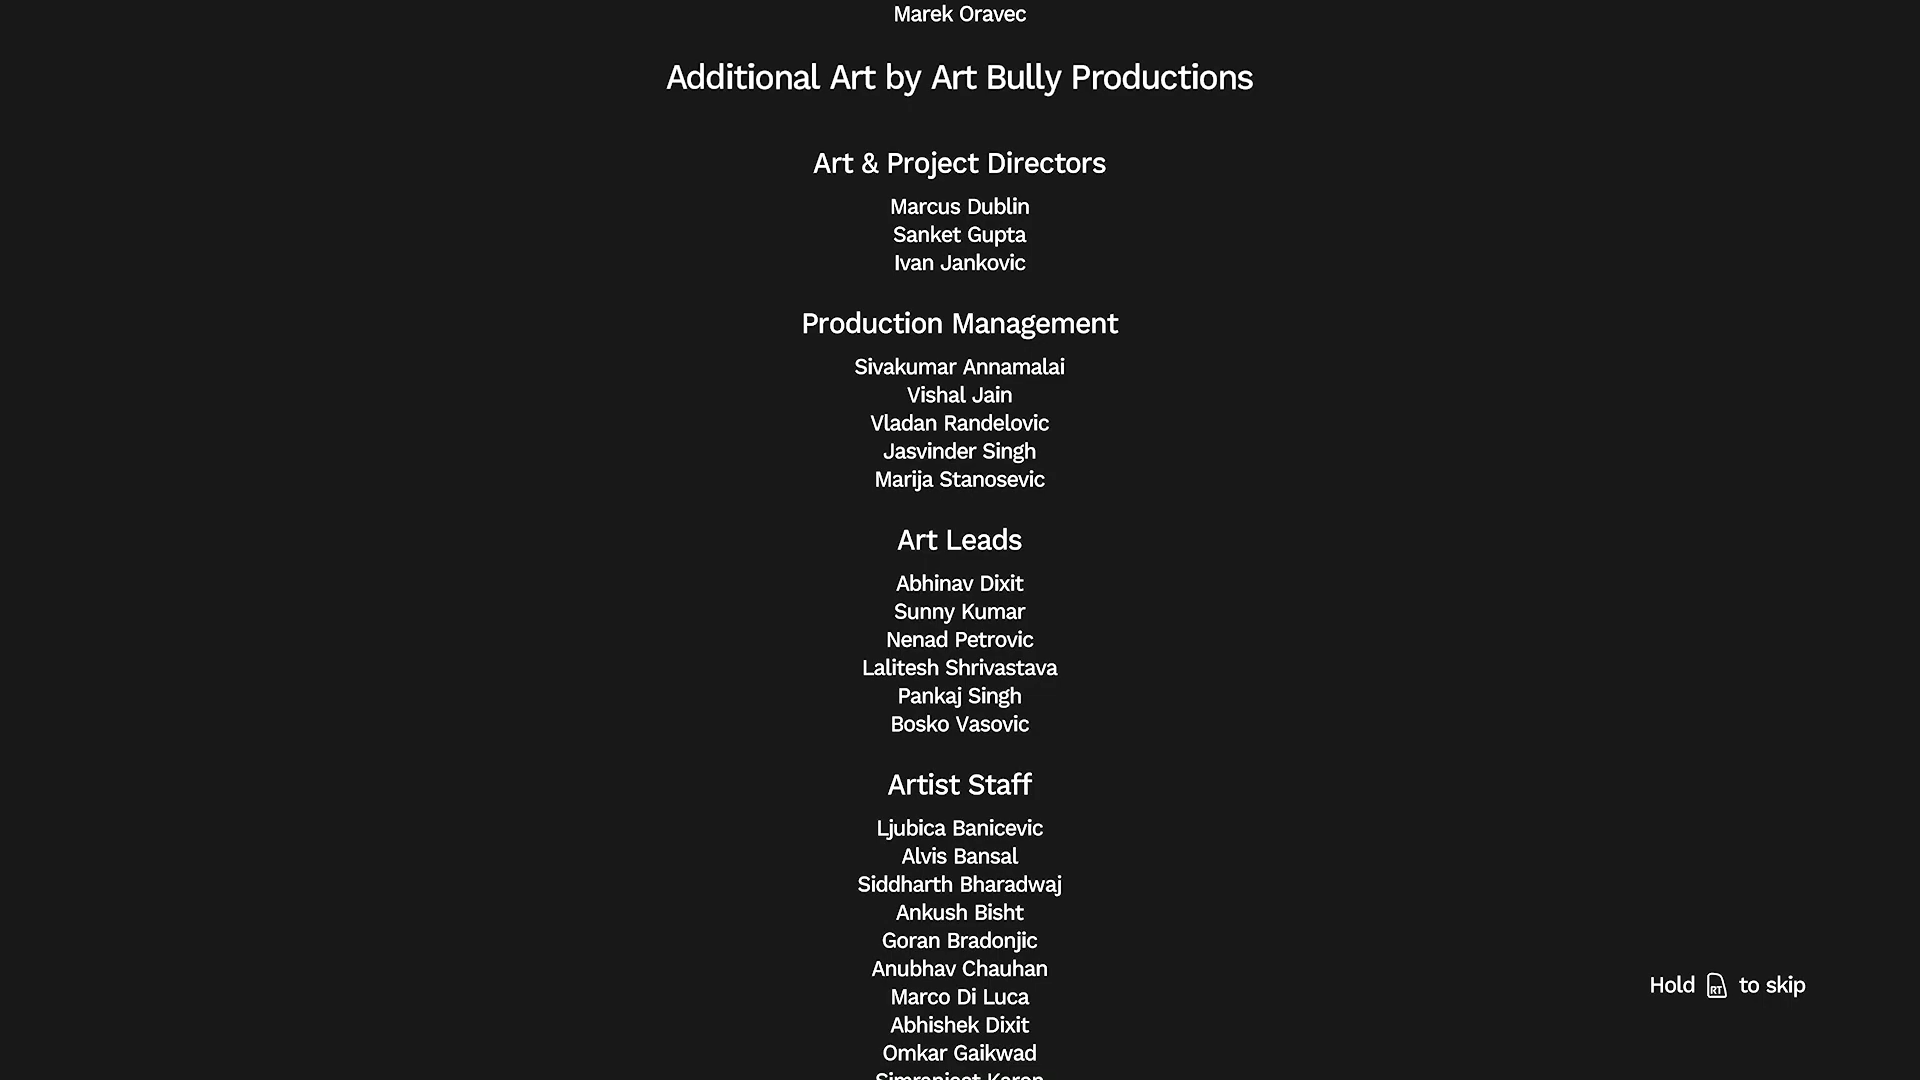 Marek Oravec
Additional Art by Art Bully Productions
Art & Project Directors
Marcus Dublin
Sanket Gupta
Ivan Jankovic
Production Management
Sivakumar Annamalai
Vishal Jain
Vladan Randelovic
Jasvinder Singh
Marija Stanosevic
Art Leads
Abhinav Dixit
Sunny Kumar
Nenad Petrovic
Lalitesh Shrivastava
Pankaj Singh
Bosko Vasovic
Artist Staff
Ljubica Banicevic
Alvis Bansal
Siddharth Bharadwaj
Ankush Bisht
Goran Bradonjic
Anubhav Chauhan
Marco Di Luca
Abhishek Dixit
Omkar Gaikwad
Hold RT to skip